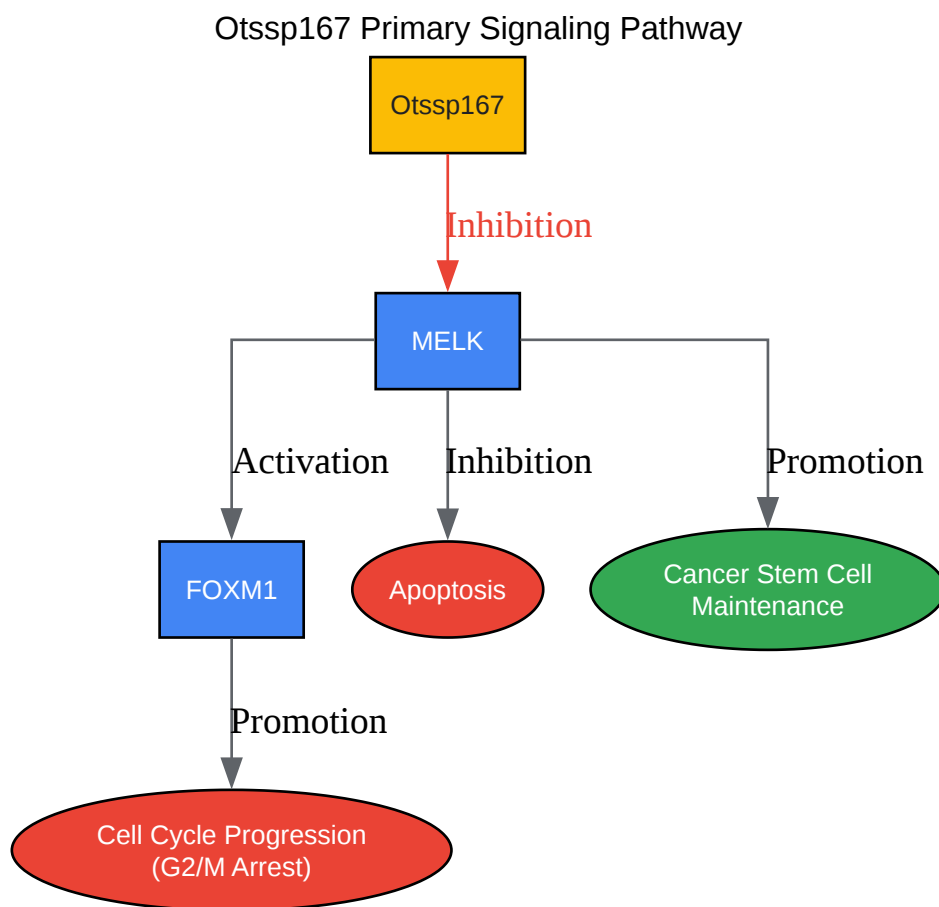 Otssp167 Primary Signaling Pathway
Otssp167
Inhibition
MELK
Activation
Inhibition
Promotion
FOXM1
Apoptosis
Cancer Stem Cell
Maintenance
Promotion
Cell Cycle Progression
(G2/M Arrest)